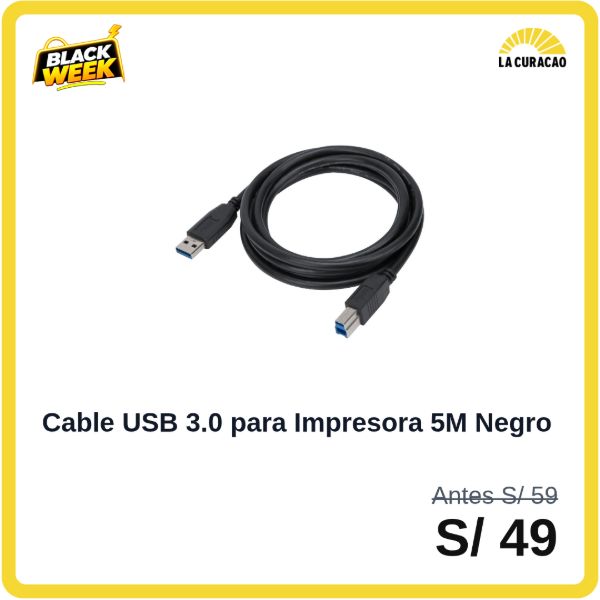 BLACK
WEEK
LA CURACAO
Cable USB 3.0 para Impresora 5M Negro
Antes S/ 59
S/ 49